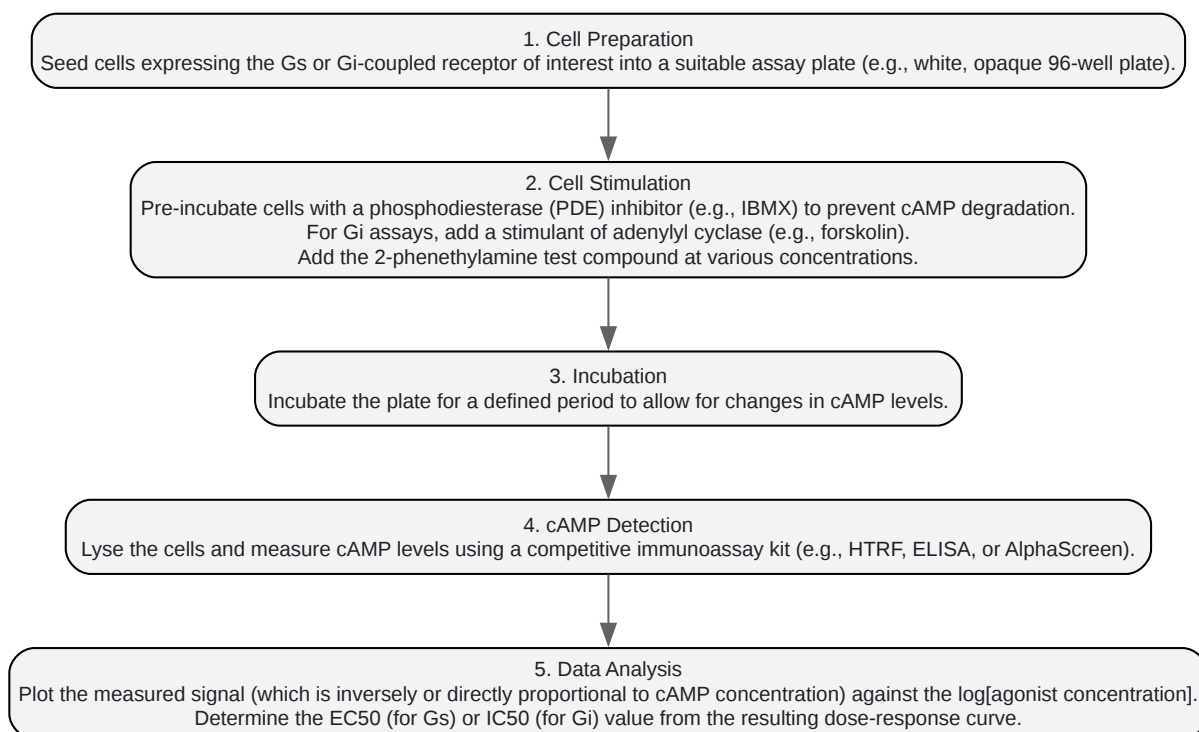 1. Cell Preparation
Seed cells expressing the Gs or Gi-coupled receptor of interest into a suitable assay plate (e.g., white, opaque 96-well plate).
2. Cell Stimulation
Pre-incubate cells with a phosphodiesterase (PDE) inhibitor (e.g., IBMX) to prevent cAMP degradation.
For Gi assays, add a stimulant of adenylyl cyclase (e.g., forskolin).
Add the 2-phenethylamine test compound at various concentrations.
3. Incubation
Incubate the plate for a defined period to allow for changes in cAMP levels.
4. cAMP Detection
Lyse the cells and measure cAMP levels using a competitive immunoassay kit (e.g., HTRF, ELISA, or AlphaScreen).
5. Data Analysis
Plot the measured signal (which is inversely or directly proportional to cAMP concentration) against the log[agonist concentration].
Determine the EC50 (for Gs) or IC50 (for Gi) value from the resulting dose-response curve.